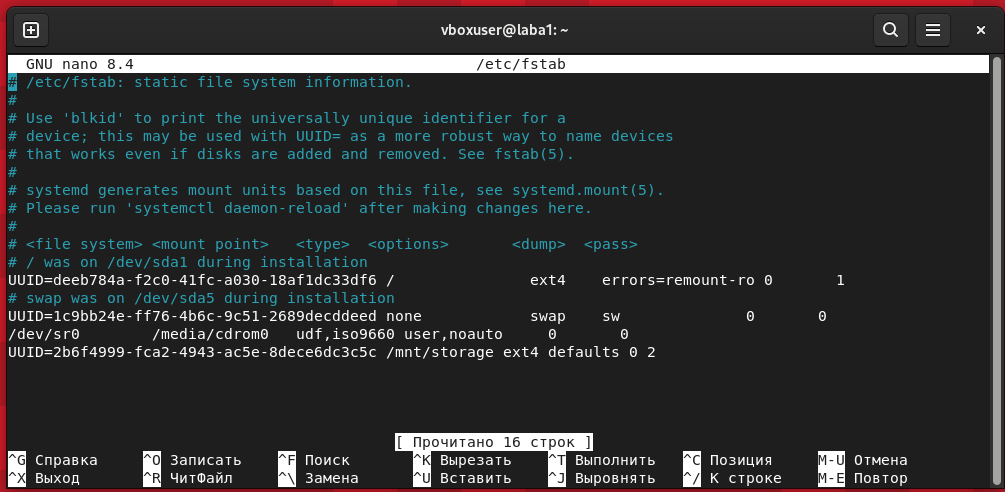 vboxuser@laba1: ~
GNU nano 8.4 /etc/fstab
# /etc/fstab: static file system information.
#
# Use 'blkid' to print the universally unique identifier for a
# device; this may be used with UUID= as a more robust way to name devices
# that works even if disks are added and removed. See fstab(5).
#
# systemd generates mount units based on this file, see systemd.mount(5).
# Please run 'systemctl daemon-reload' after making changes here.
#
# <file system> <mount point>   <type>  <options>       <dump>  <pass>
# / was on /dev/sda1 during installation
UUID=deeb784a-f2c0-41fc-a030-18af1dc33df6 /                 ext4    errors=remount-ro 0       1
# swap was on /dev/sda5 during installation
UUID=1c9bb24e-ff76-4b6c-9c51-2689decddeed none            swap    sw              0       0
/dev/sr0        /media/cdrom0   udf,iso9660 user,noauto     0       0
UUID=2b6f4999-fca2-4943-ac5e-8dece6dc3c5c /mnt/storage ext4 defaults 0 2
[ Прочитано 16 строк ]
^G Справка ^O Записать ^F Поиск ^K Вырезать ^T Выполнить ^C Позиция M-U Отмена
^X Выход ^R ЧитФайл ^\ Замена ^U Вставить ^J Выровнять ^/ К строке M-E Повтор